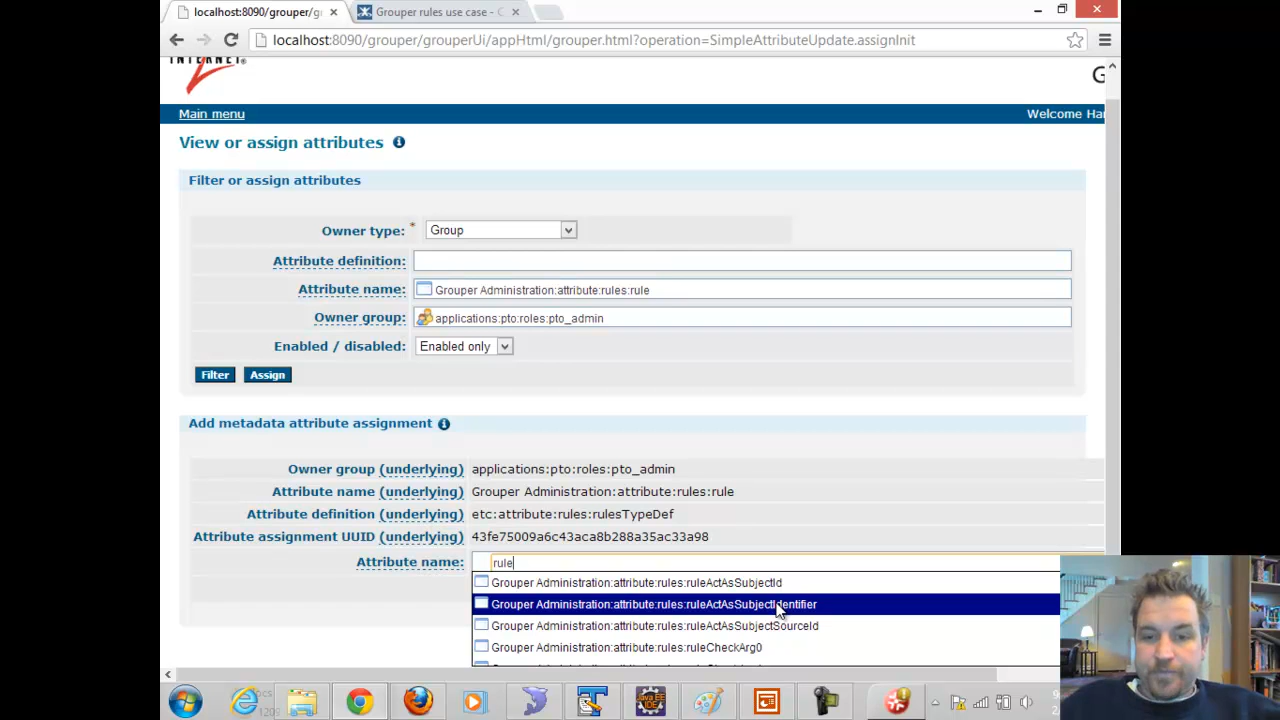 localhost:8090/grouper/g
Grouper rules use case - G
localhost:8090/grouper/grouperUi/appHtml/grouper.html?operation=SimpleAttributeUpdate.assignInit
INTERNET®
G
Main menu
Welcome Har
View or assign attributes
Filter or assign attributes
Owner type: * Group
Attribute definition:
Attribute name: Grouper Administration:attribute:rules:rule
Owner group: applications:pto:roles:pto_admin
Enabled / disabled: Enabled only
Filter Assign
Add metadata attribute assignment
Owner group (underlying) applications:pto:roles:pto_admin
Attribute name (underlying) Grouper Administration:attribute:rules:rule
Attribute definition (underlying) etc:attribute:rules:rulesTypeDef
Attribute assignment UUID (underlying) 43fe75009a6c43aca8b288a35ac33a98
Attribute name: rule
Grouper Administration:attribute:rules:ruleActAsSubjectId
Grouper Administration:attribute:rules:ruleActAsSubjectIdentifier
Grouper Administration:attribute:rules:ruleActAsSubjectSourceId
Grouper Administration:attribute:rules:ruleCheckArg0